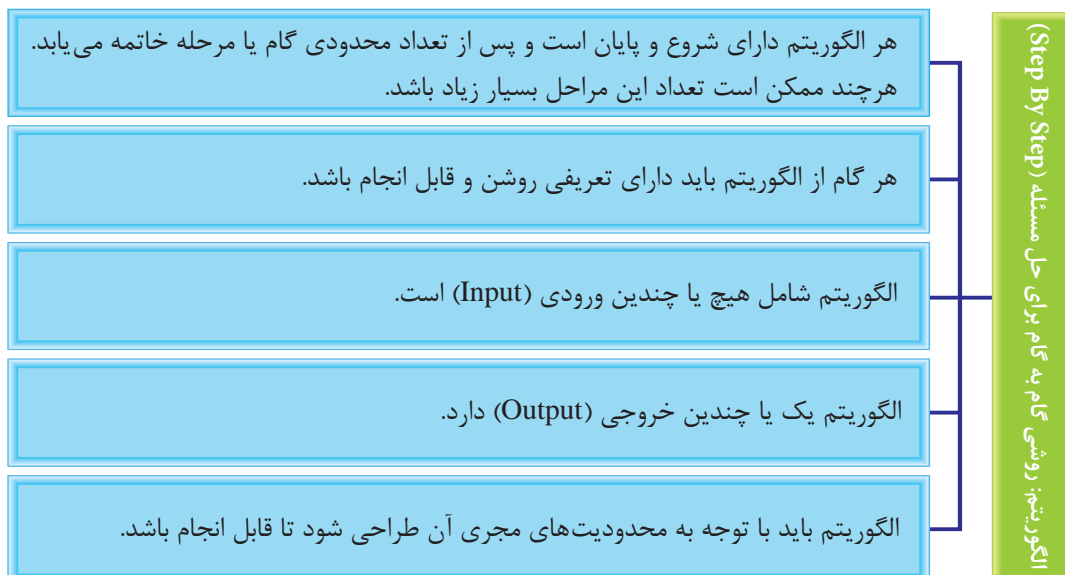 الگوریتم: روشی گام به گام برای حل مسئله (Step By Step)
هر الگوریتم دارای شروع و پایان است و پس از تعداد محدودی گام یا مرحله خاتمه می‌یابد.
هرچند ممکن است تعداد این مراحل بسیار زیاد باشد.
هر گام از الگوریتم باید دارای تعریفی روشن و قابل انجام باشد.
الگوریتم شامل هیچ یا چندین ورودی (Input) است.
الگوریتم یک یا چندین خروجی (Output) دارد.
الگوریتم باید با توجه به محدودیت‌های مجری آن طراحی شود تا قابل انجام باشد.